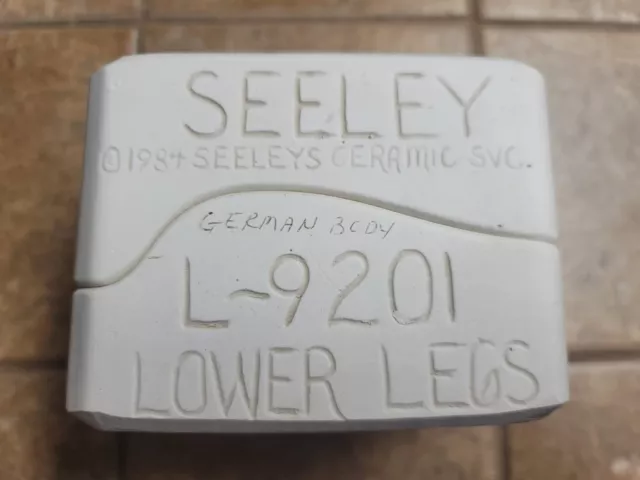 SEELEY
©1984 SEELEYS CERAMIC SVC.
GERMAN BODY
L-9201
LOWER LEGS